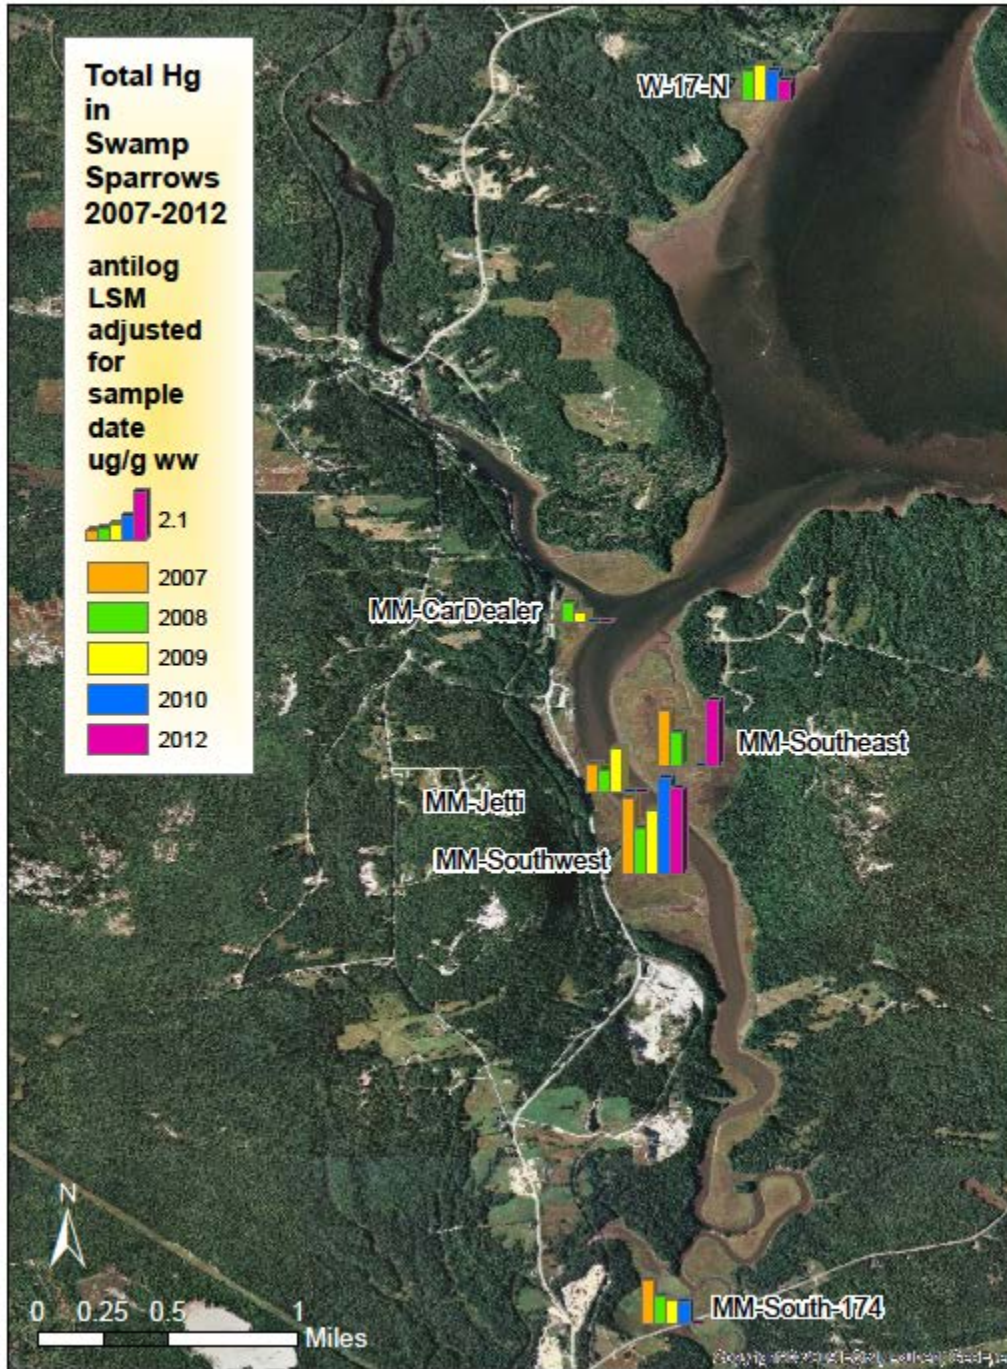 Total Hg
in
Swamp
Sparrows
2007-2012
antilog
LSM
adjusted
for
sample
date
ug/g ww
2.1
2007
2008
2009
2010
2012
W-17-N
MM-CarDealer
MM-Southeast
MM-Jetti
MM-Southwest
MM-South-174
N
0 0.25 0.5 1
Miles